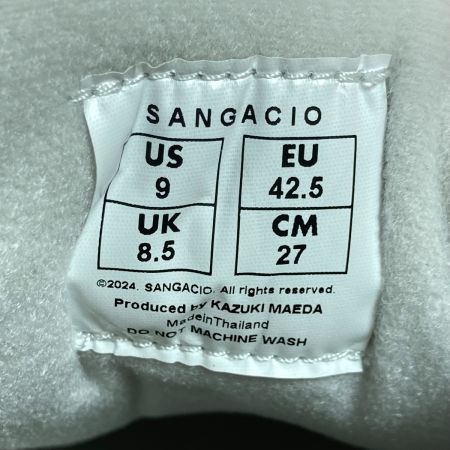 SANGACIO
US EU
9 42.5
UK CM
8.5 27
©2024. SANGACIO. All rights reserved.
Produced by KAZUKI MAEDA
MadeinThailand
DO NOT MACHINE WASH